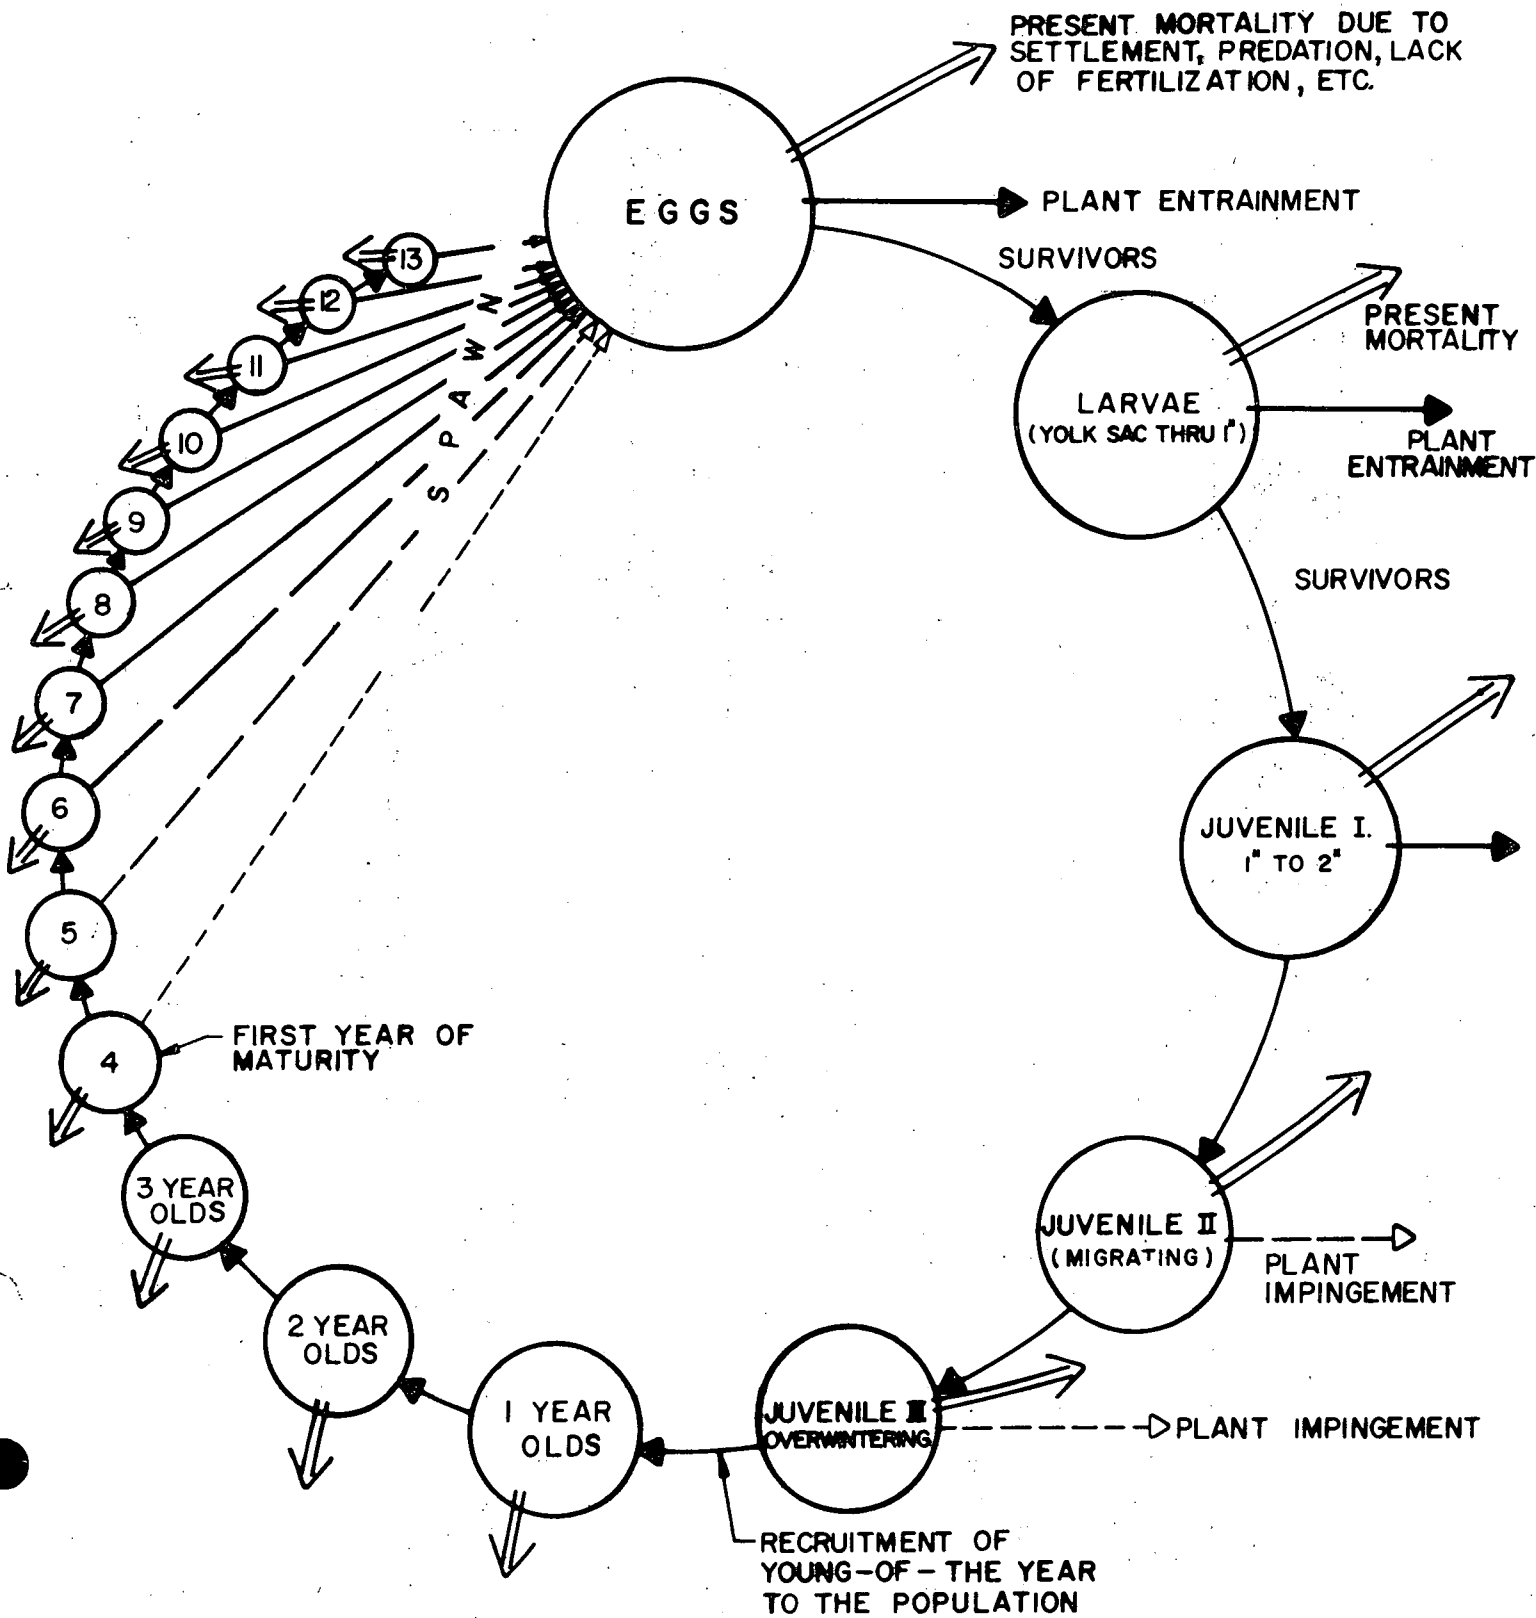 PRESENT MORTALITY DUE TO
SETTLEMENT, PREDATION, LACK
OF FERTILIZATION, ETC.
EGGS
PLANT ENTRAINMENT
SURVIVORS
PRESENT
MORTALITY
LARVAE
(YOLK SAC THRU 1")
PLANT
ENTRAINMENT
SURVIVORS
JUVENILE I.
1" TO 2"
JUVENILE II
(MIGRATING)
PLANT
IMPINGEMENT
JUVENILE III
OVERWINTERING
PLANT IMPINGEMENT
RECRUITMENT OF
YOUNG-OF-THE YEAR
TO THE POPULATION
1 YEAR
OLDS
2 YEAR
OLDS
3 YEAR
OLDS
4
FIRST YEAR OF
MATURITY
5
6
7
8
9
10
11
12
13
SPAWN